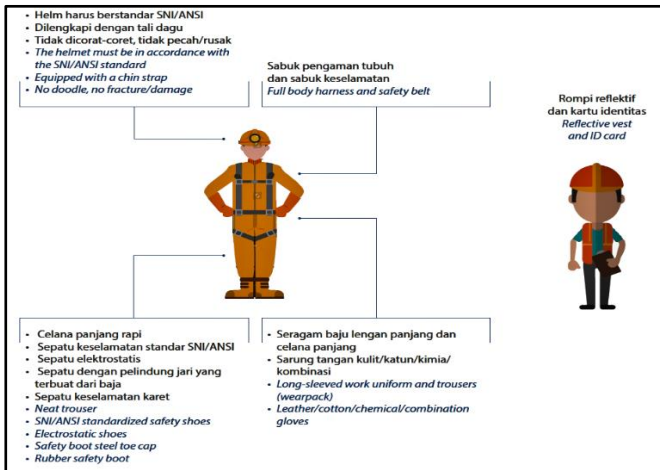 • Helm harus berstandar SNI/ANSI
• Dilengkapi dengan tali dagu
• Tidak dicorat-coret, tidak pecah/rusak
• The helmet must be in accordance with
the SNI/ANSI standard
• Equipped with a chin strap
• No doodle, no fracture/damage
Sabuk pengaman tubuh
dan sabuk keselamatan
Full body harness and safety belt
Rompi reflektif
dan kartu identitas
Reflective vest
and ID card
• Celana panjang rapi
• Sepatu keselamatan standar SNI/ANSI
• Sepatu elektrostatis
• Sepatu dengan pelindung jari yang
terbuat dari baja
• Sepatu keselamatan karet
• Neat trouser
• SNI/ANSI standardized safety shoes
• Electrostatic shoes
• Safety boot steel toe cap
• Rubber safety boot
• Seragam baju lengan panjang dan
celana panjang
• Sarung tangan kulit/katun/kimia/
kombinasi
• Long-sleeved work uniform and trousers
(wearpack)
• Leather/cotton/chemical/combination
gloves